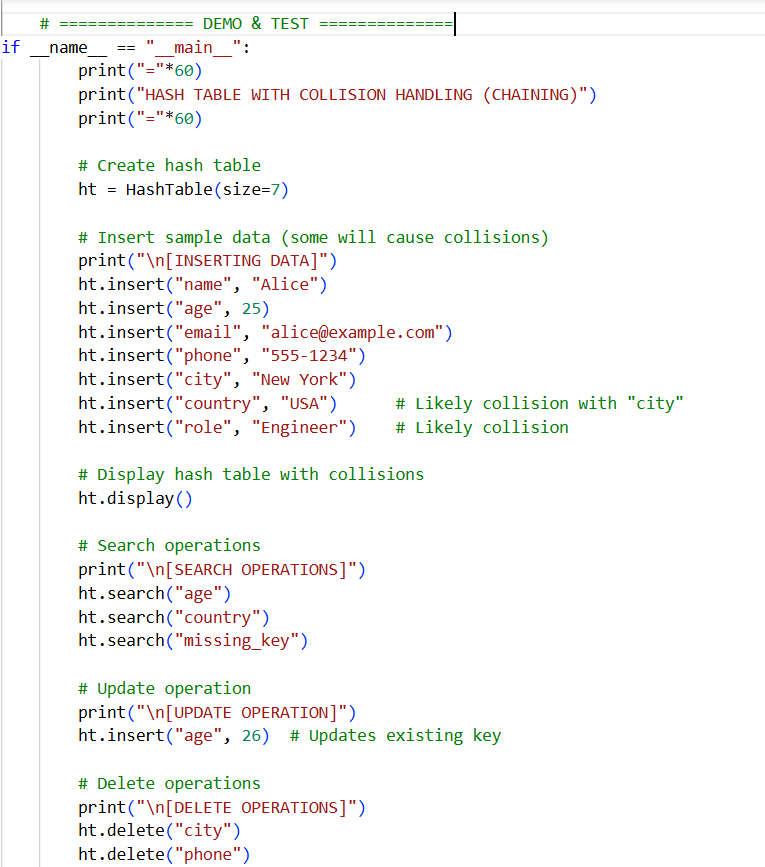 # ============== DEMO & TEST ==============
if __name__ == "__main__":
print("="*60)
print("HASH TABLE WITH COLLISION HANDLING (CHAINING)")
print("="*60)
# Create hash table
ht = HashTable(size=7)
# Insert sample data (some will cause collisions)
print("\n[INSERTING DATA]")
ht.insert("name", "Alice")
ht.insert("age", 25)
ht.insert("email", "alice@example.com")
ht.insert("phone", "555-1234")
ht.insert("city", "New York")
ht.insert("country", "USA")      # Likely collision with "city"
ht.insert("role", "Engineer")    # Likely collision
# Display hash table with collisions
ht.display()
# Search operations
print("\n[SEARCH OPERATIONS]")
ht.search("age")
ht.search("country")
ht.search("missing_key")
# Update operation
print("\n[UPDATE OPERATION]")
ht.insert("age", 26)  # Updates existing key
# Delete operations
print("\n[DELETE OPERATIONS]")
ht.delete("city")
ht.delete("phone")